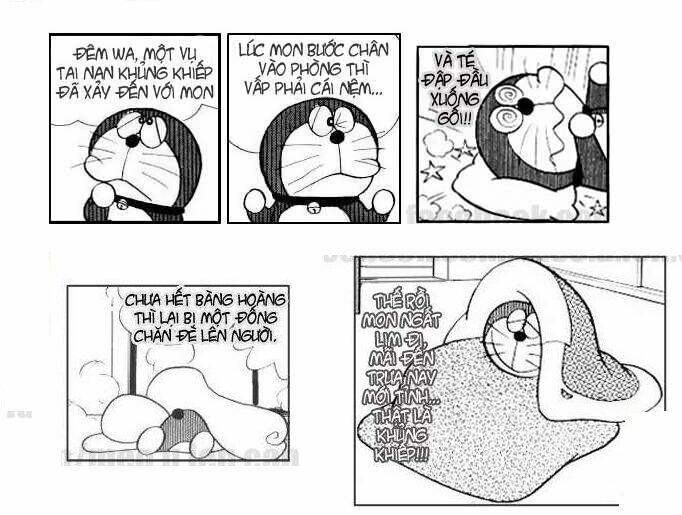 ĐÊM WA, MỘT VỤ
TAI NẠN KHỦNG KHIẾP
ĐÃ XẢY ĐẾN VỚI MON
LÚC MON BƯỚC CHÂN
VÀO PHÒNG THÌ
VẤP PHẢI CÁI NỆM...
VÀ TÉ
ĐẬP ĐẦU
XUỐNG
GỐI!!
CHƯA HẾT BÀNG HOÀNG
THÌ LẠI BỊ MỘT ĐỐNG
CHĂN ĐÈ LÊN NGƯỜI.
THẾ RỒI
MON NGẤT
LỊM ĐI,
MÃI ĐẾN
TRƯA NAY
MỚI TỈNH...
THẬT LÀ
KHỦNG
KHIẾP!!!